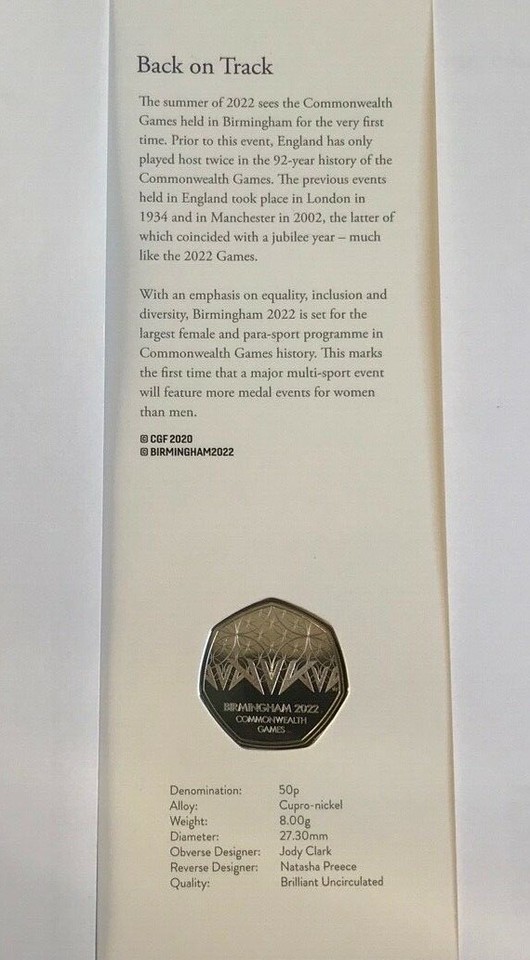 Back on Track
The summer of 2022 sees the Commonwealth
Games held in Birmingham for the very first
time. Prior to this event, England has only
played host twice in the 92-year history of the
Commonwealth Games. The previous events
held in England took place in London in
1934 and in Manchester in 2002, the latter of
which coincided with a jubilee year – much
like the 2022 Games.
With an emphasis on equality, inclusion and
diversity, Birmingham 2022 is set for the
largest female and para-sport programme in
Commonwealth Games history. This marks
the first time that a major multi-sport event
will feature more medal events for women
than men.
© CGF 2020
© BIRMINGHAM2022
BIRMINGHAM 2022
COMMONWEALTH
GAMES
Denomination: 50p
Alloy: Cupro-nickel
Weight: 8.00g
Diameter: 27.30mm
Obverse Designer: Jody Clark
Reverse Designer: Natasha Preece
Quality: Brilliant Uncirculated